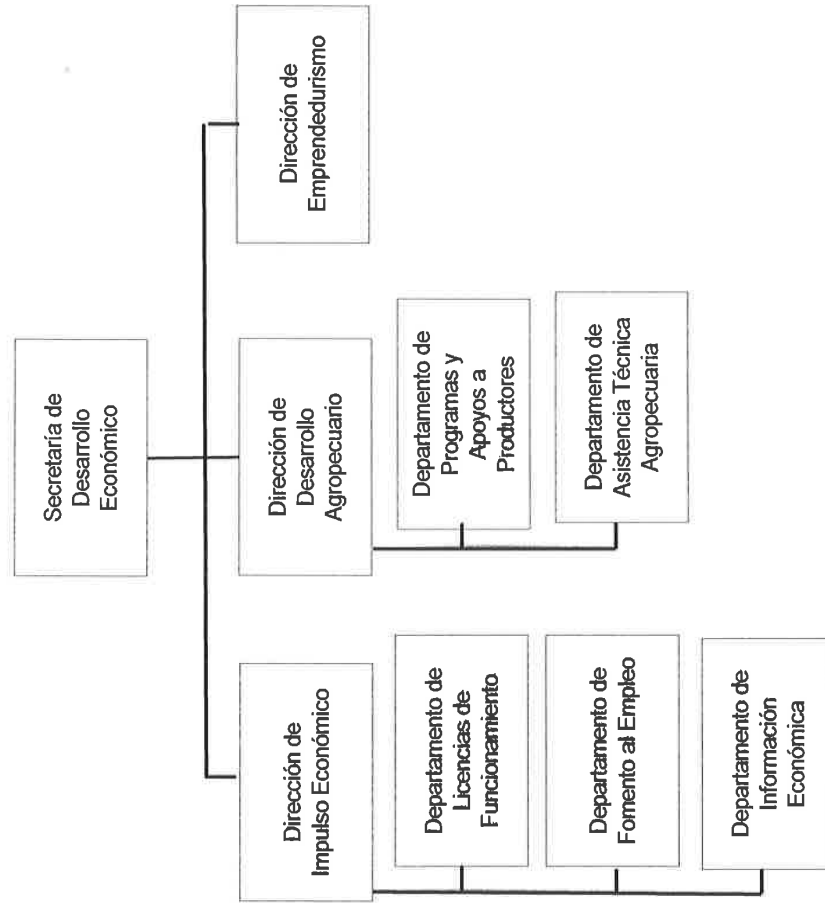 Secretaría de
Desarrollo
Económico
Dirección de
Impulso Económico
Dirección de
Desarrollo
Agropecuario
Dirección de
Emprendedurismo
Departamento de
Licencias de
Funcionamiento
Departamento de
Fomento al Empleo
Departamento de
Información
Económica
Departamento de
Programas y
Apoyos a
Productores
Departamento de
Asistencia Técnica
Agropecuaria